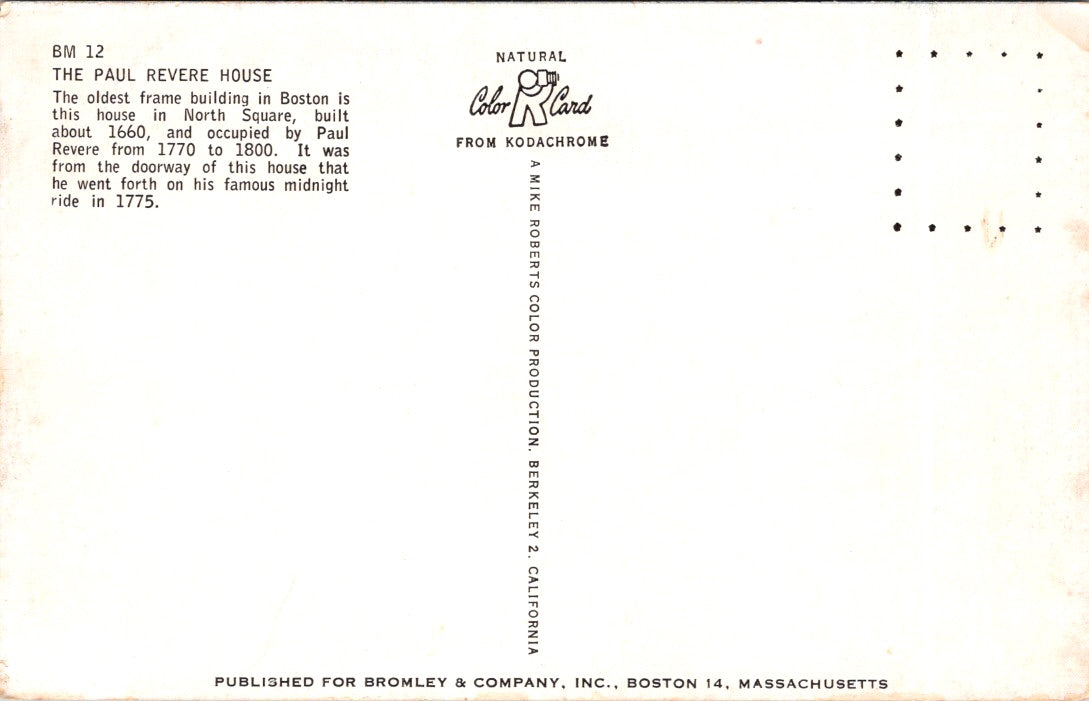 BM 12
THE PAUL REVERE HOUSE
The oldest frame building in Boston is
this house in North Square, built
about 1660, and occupied by Paul
Revere from 1770 to 1800. It was
from the doorway of this house that
he went forth on his famous midnight
ride in 1775.
NATURAL
Color Card
FROM KODACHROME
A MIKE ROBERTS COLOR PRODUCTION. BERKELEY 2. CALIFORNIA
PUBLISHED FOR BROMLEY & COMPANY, INC., BOSTON 14, MASSACHUSETTS